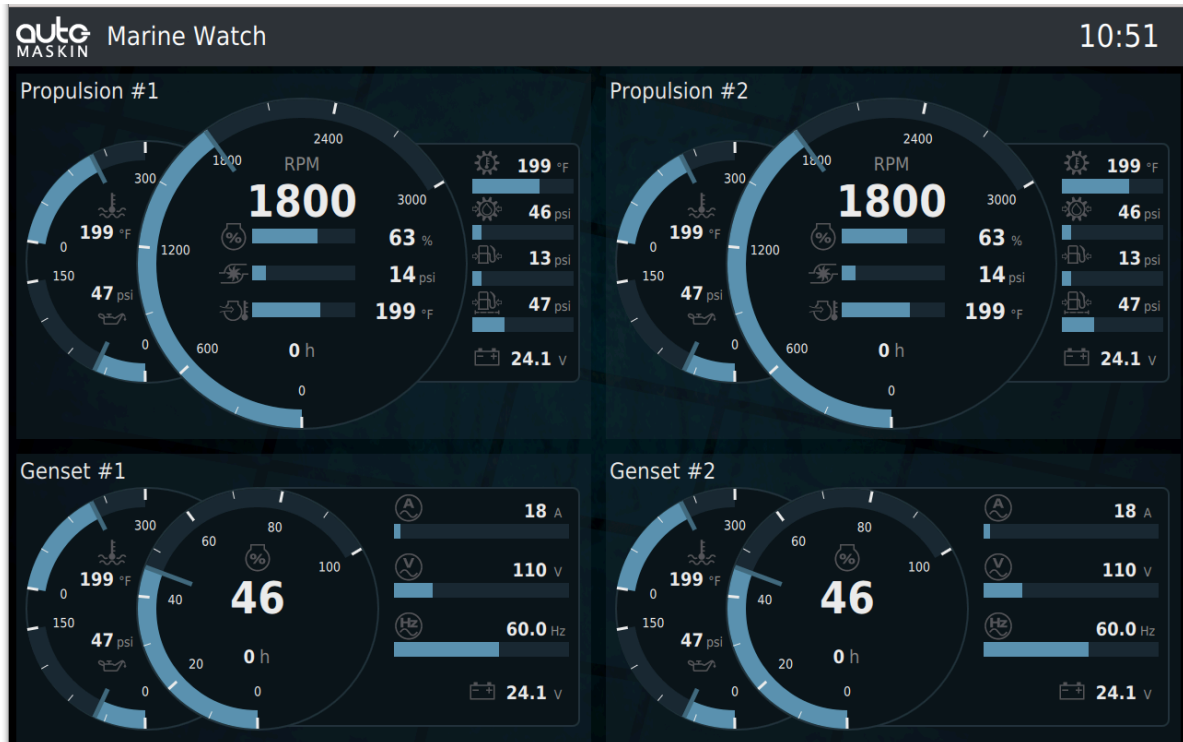 auto MASKIN Marine Watch 10:51
Propulsion #1
2400
1800
RPM
3000
1800
300
199 °F
0
150
47 psi
0
1200
600
0
63 %
14 psi
199 °F
0 h
199 °F
46 psi
13 psi
47 psi
24.1 V
Propulsion #2
2400
1800
RPM
3000
1800
300
199 °F
0
150
47 psi
0
1200
600
0
63 %
14 psi
199 °F
0 h
199 °F
46 psi
13 psi
47 psi
24.1 V
Genset #1
300
199 °F
0
150
47 psi
0
80
60
100
%
46
40
20
0 h
0
A
18 A
V
110 V
Hz
60.0 Hz
24.1 V
Genset #2
300
199 °F
0
150
47 psi
0
80
60
100
%
46
40
20
0 h
0
A
18 A
V
110 V
Hz
60.0 Hz
24.1 V